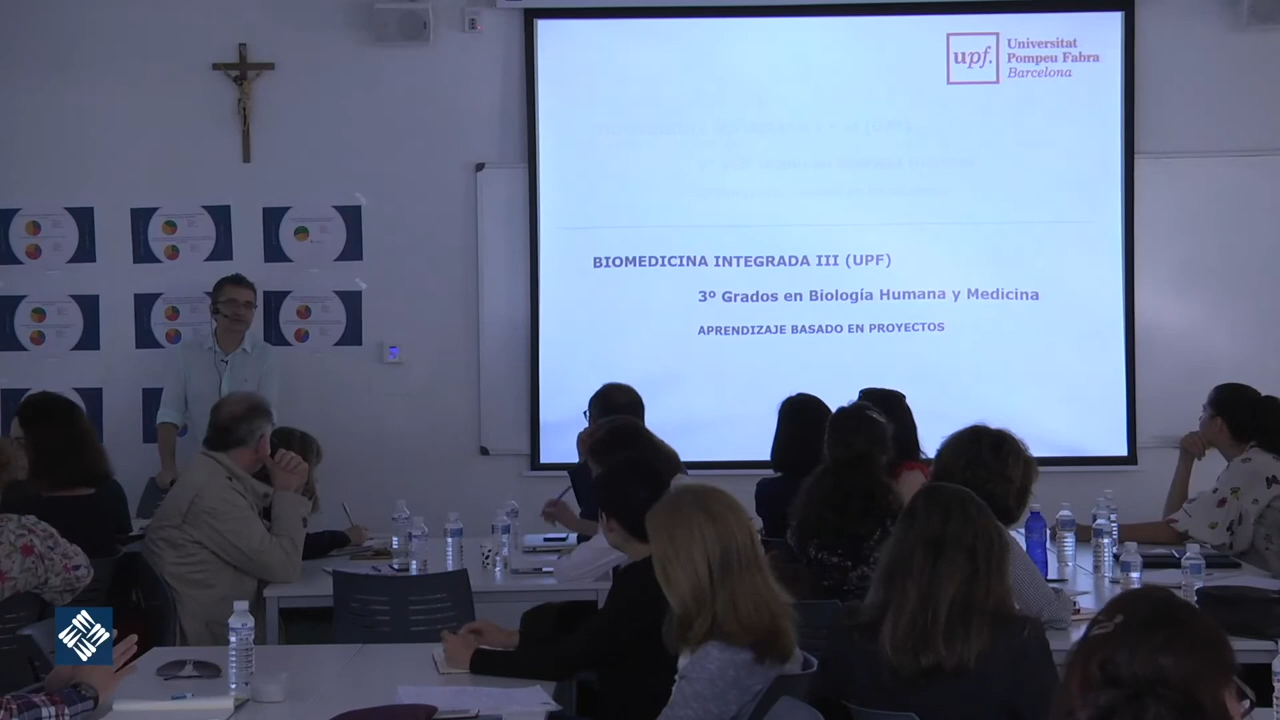 upf.
Universitat
Pompeu Fabra
Barcelona
BIOMEDICINA INTEGRADA III (UPF)
3º Grados en Biología Humana y Medicina
APRENDIZAJE BASADO EN PROYECTOS